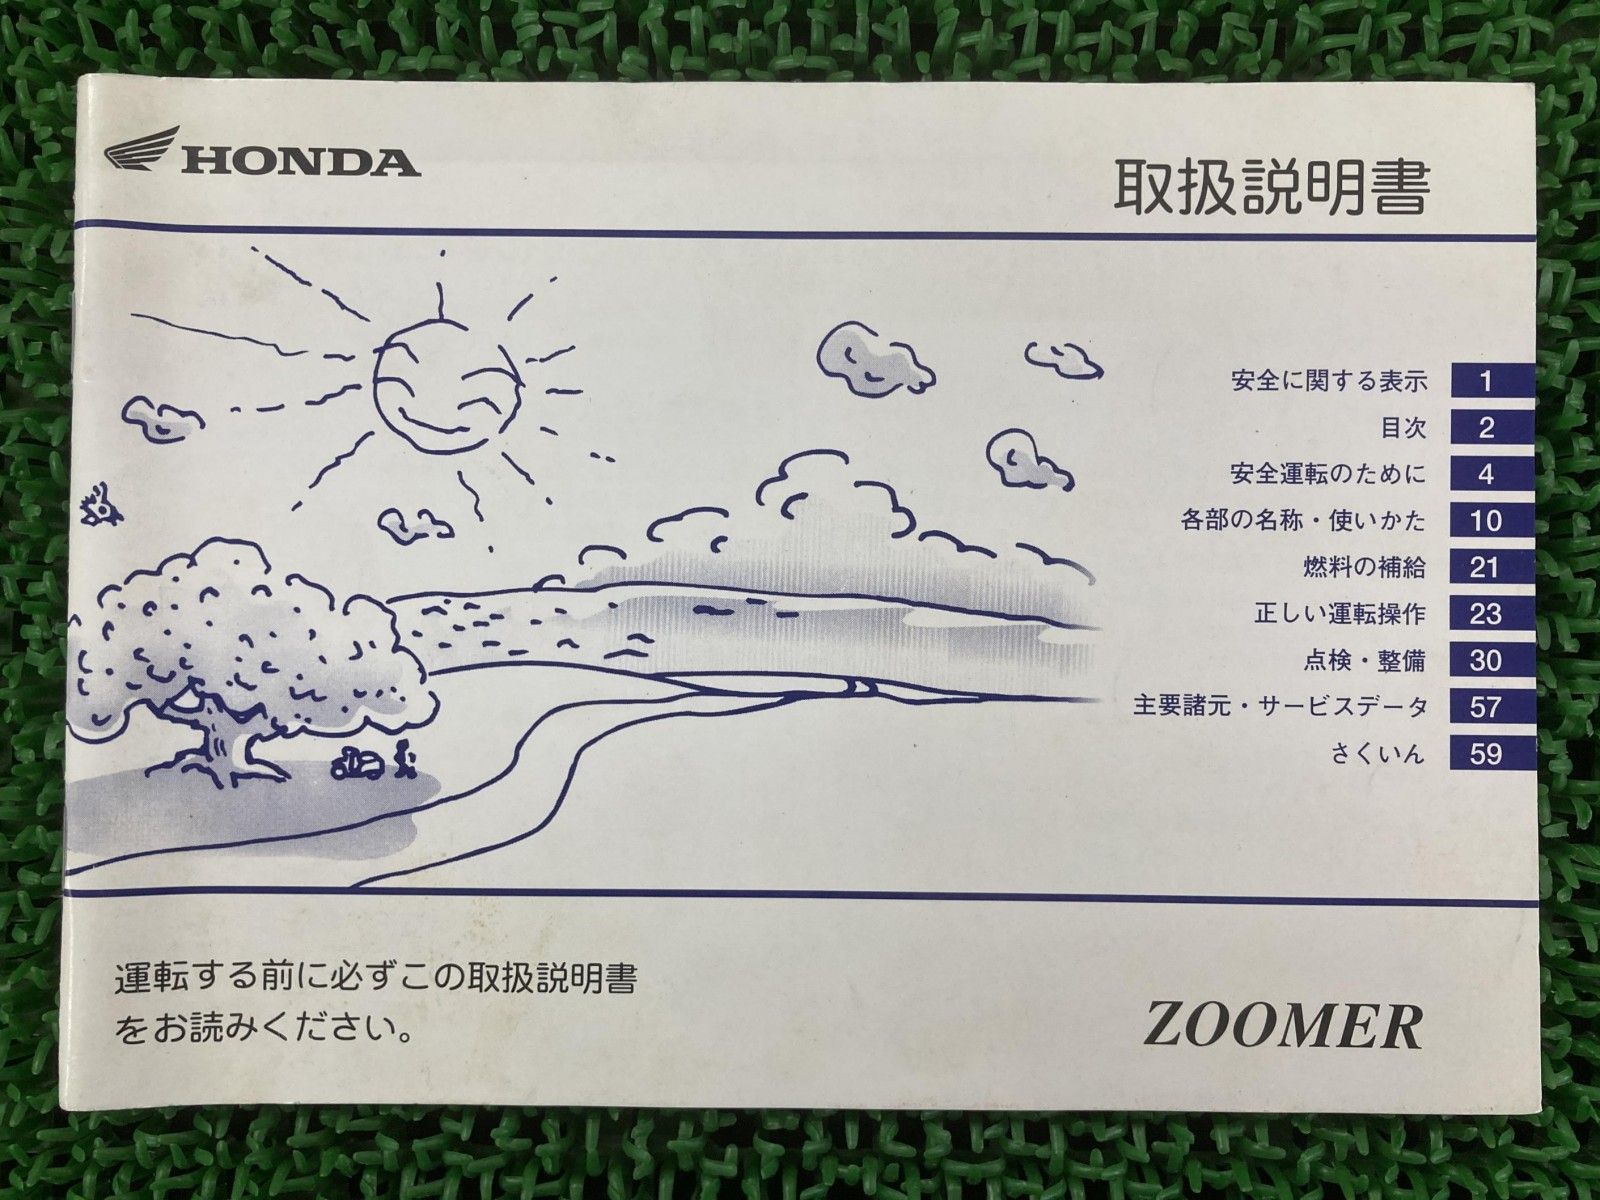 HONDA
取扱説明書
安全に関する表示 1
目次 2
安全運転のために 4
各部の名称・使いかた 10
燃料の補給 21
正しい運転操作 23
点検・整備 30
主要諸元・サービスデータ 57
さくいん 59
運転する前に必ずこの取扱説明書
をお読みください。
ZOOMER